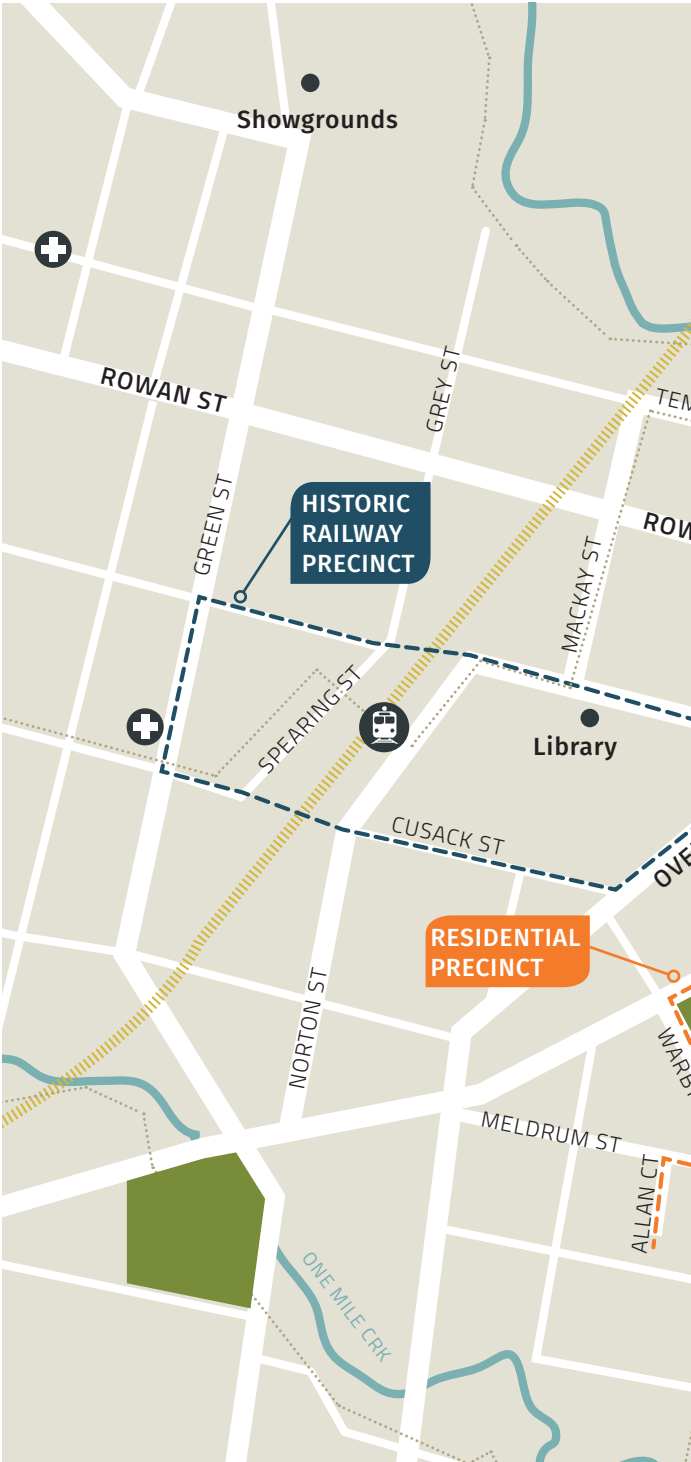 Showgrounds
ROWAN ST
GREY ST
TEM
GREEN ST
HISTORIC
RAILWAY
PRECINCT
ROW
MACKAY ST
SPEARING ST
Library
CUSACK ST
OVE
RESIDENTIAL
PRECINCT
NORTON ST
WARBY
MELDRUM ST
ALLAN CT
ONE MILE CRK